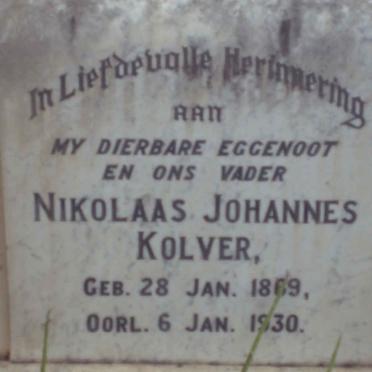 In Liefdevolle Herinnering
AAN
MY DIERBARE EGGENOOT
EN ONS VADER
NIKOLAAS JOHANNES
KOLVER,
GEB. 28 JAN. 1869,
OORL. 6 JAN. 1930.